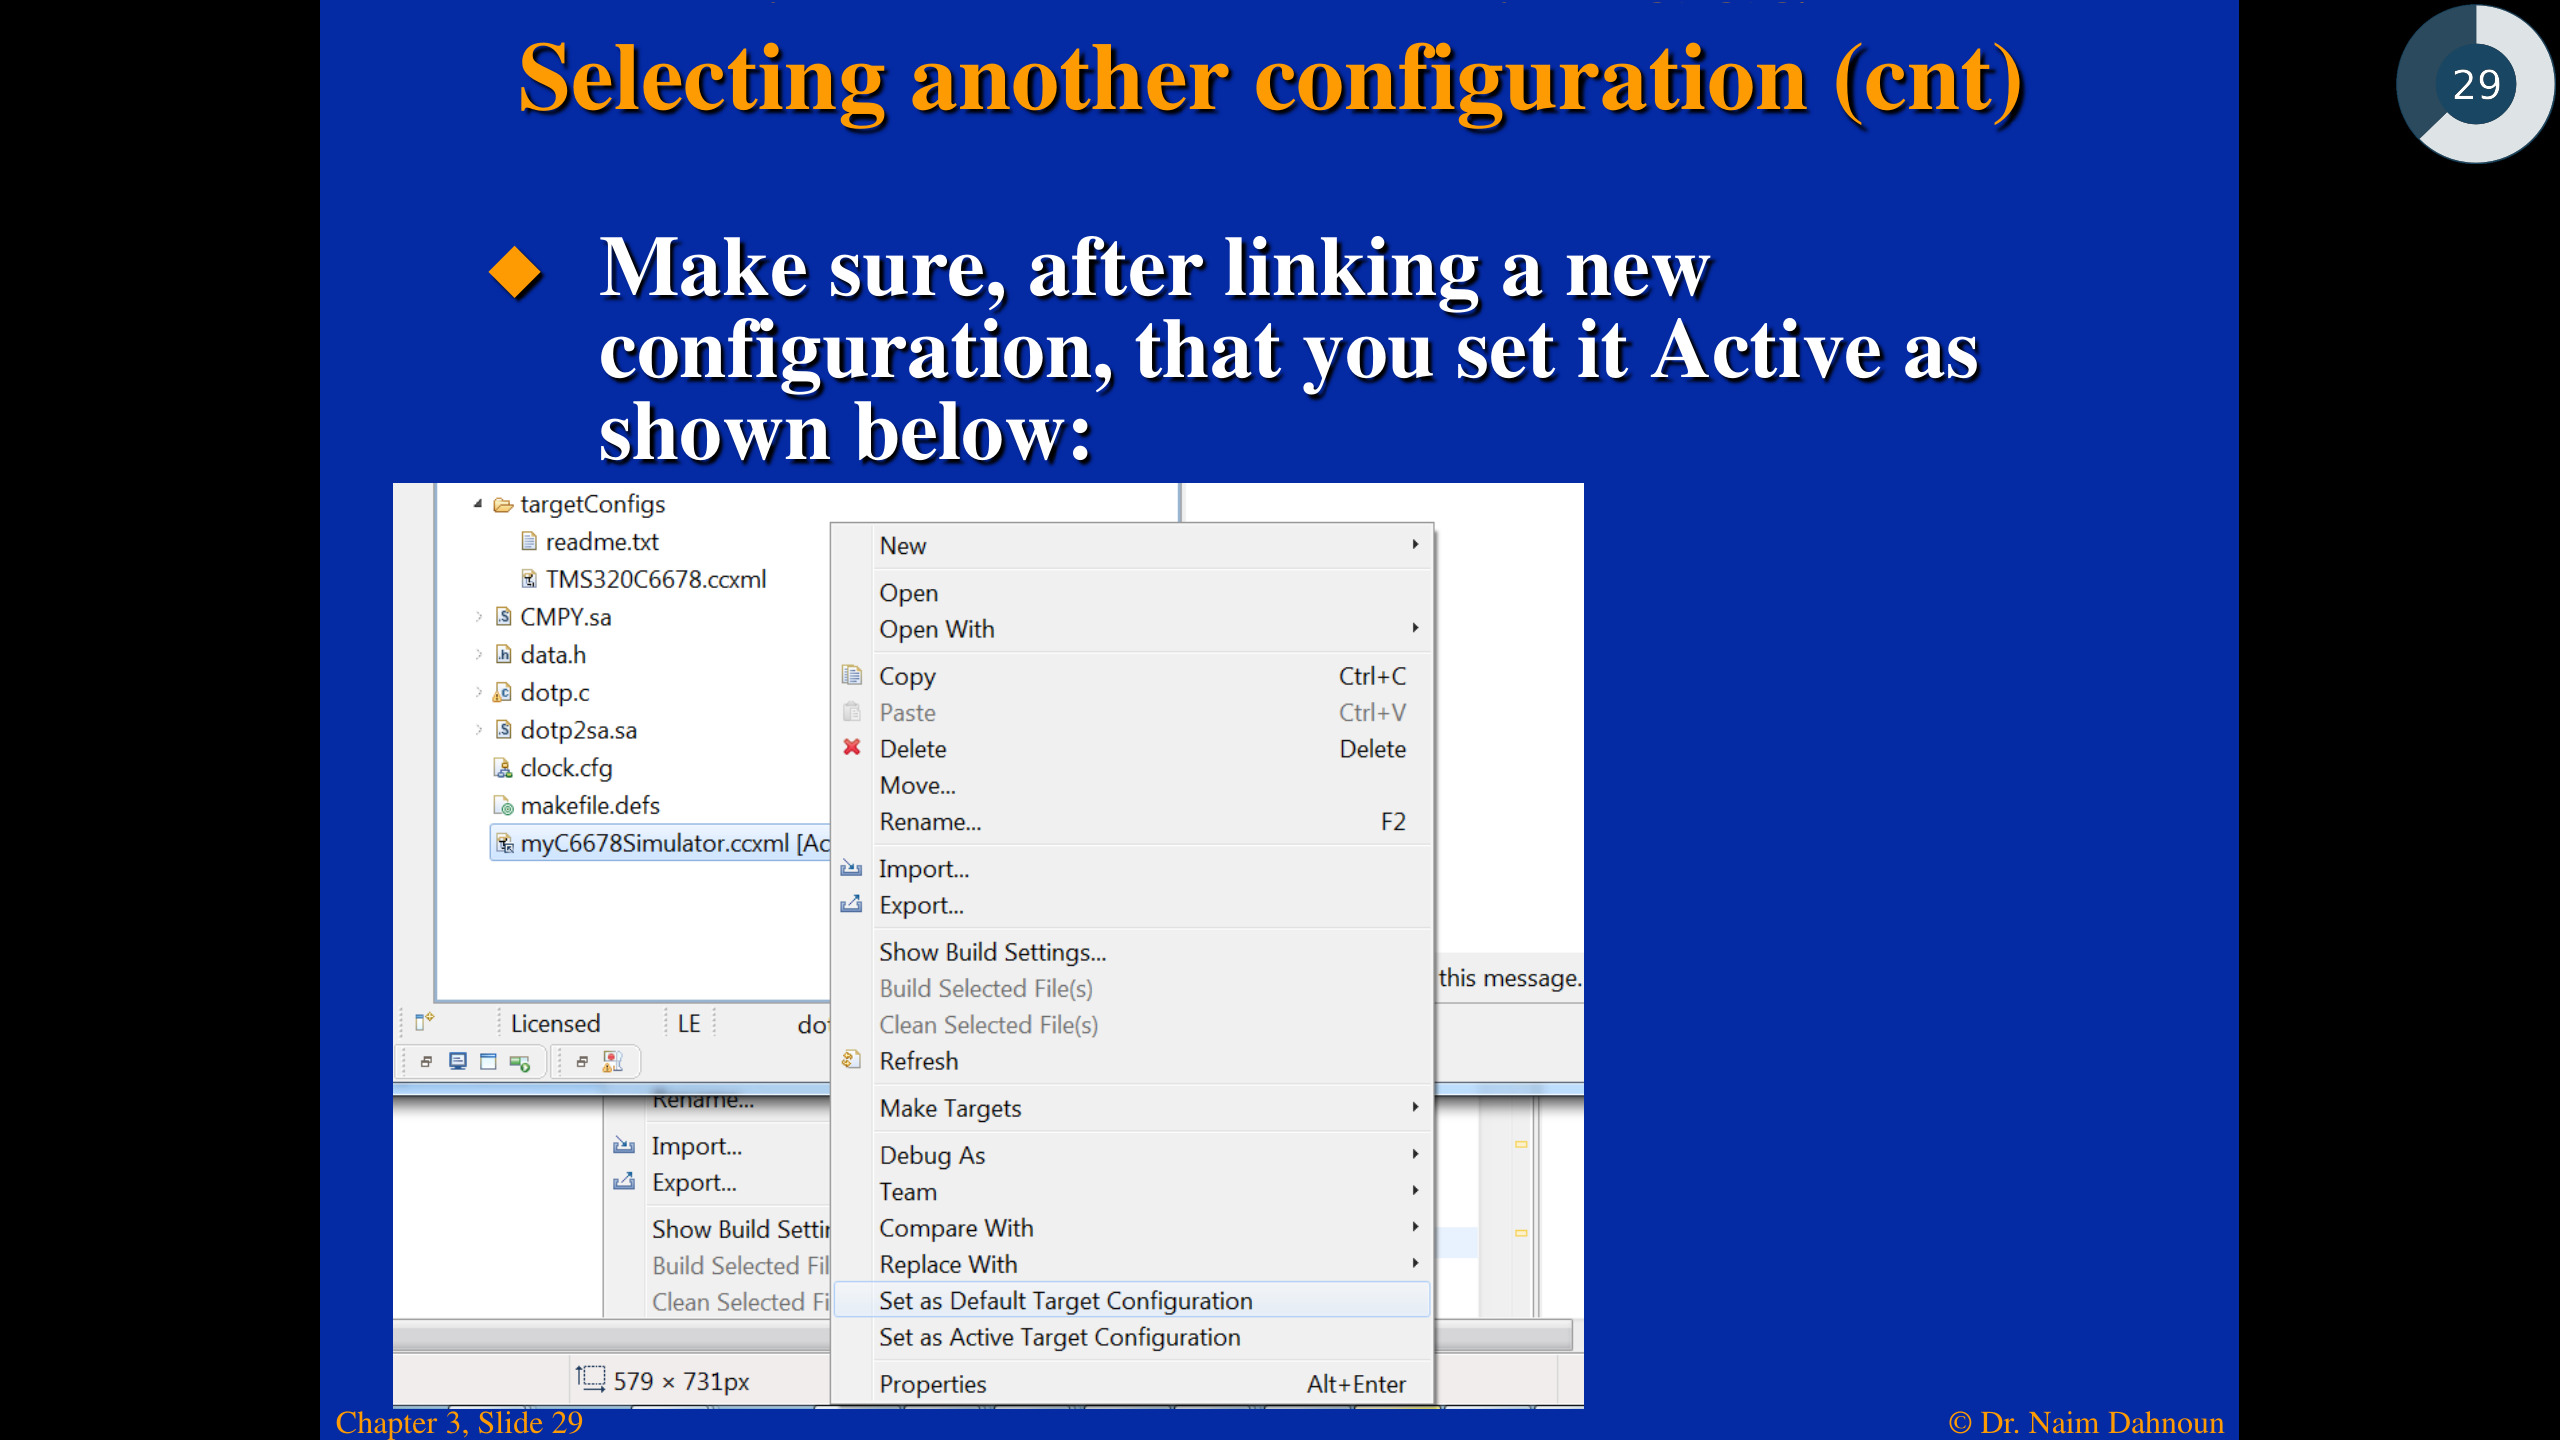 Selecting another configuration (cnt)
29
Make sure, after linking a new
configuration, that you set it Active as
shown below:
targetConfigs
readme.txt
TMS320C6678.ccxml
CMPY.sa
data.h
dotp.c
dotp2sa.sa
clock.cfg
makefile.defs
myC6678Simulator.ccxml [Ac
New
Open
Open With
Copy Ctrl+C
Paste Ctrl+V
Delete Delete
Move...
Rename... F2
Import...
Export...
Show Build Settings...
Build Selected File(s)
Clean Selected File(s)
Refresh
Make Targets
Debug As
Team
Compare With
Replace With
Set as Default Target Configuration
Set as Active Target Configuration
Properties Alt+Enter
this message.
Licensed LE dot
Rename...
Import...
Export...
Show Build Settin
Build Selected Fil
Clean Selected Fi
579 × 731px
Chapter 3, Slide 29
© Dr. Naim Dahnoun